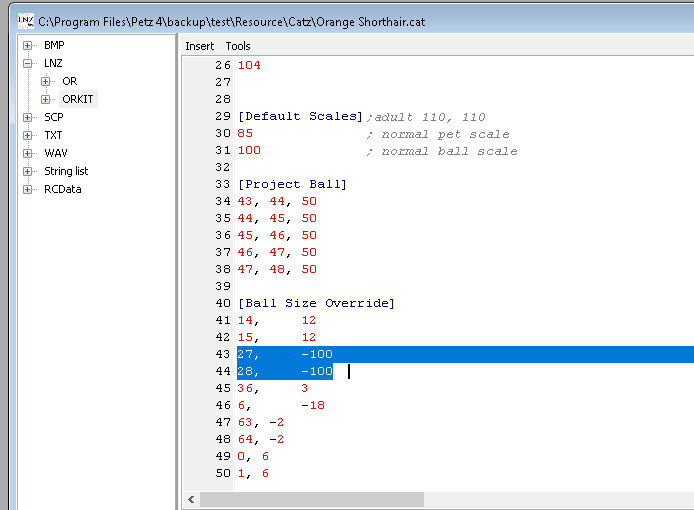 LNZ C:\Program Files\Petz 4\backup\test\Resource\Catz\Orange Shorthair.cat
BMP
LNZ
OR
ORKIT
SCP
TXT
WAV
String list
RCData
Insert Tools
26 104
27
28
29 [Default Scales];adult 110, 110
30 85 ; normal pet scale
31 100 ; normal ball scale
32
33 [Project Ball]
34 43, 44, 50
35 44, 45, 50
36 45, 46, 50
37 46, 47, 50
38 47, 48, 50
39
40 [Ball Size Override]
41 14, 12
42 15, 12
43 27, -100
44 28, -100
45 36, 3
46 6, -18
47 63, -2
48 64, -2
49 0, 6
50 1, 6